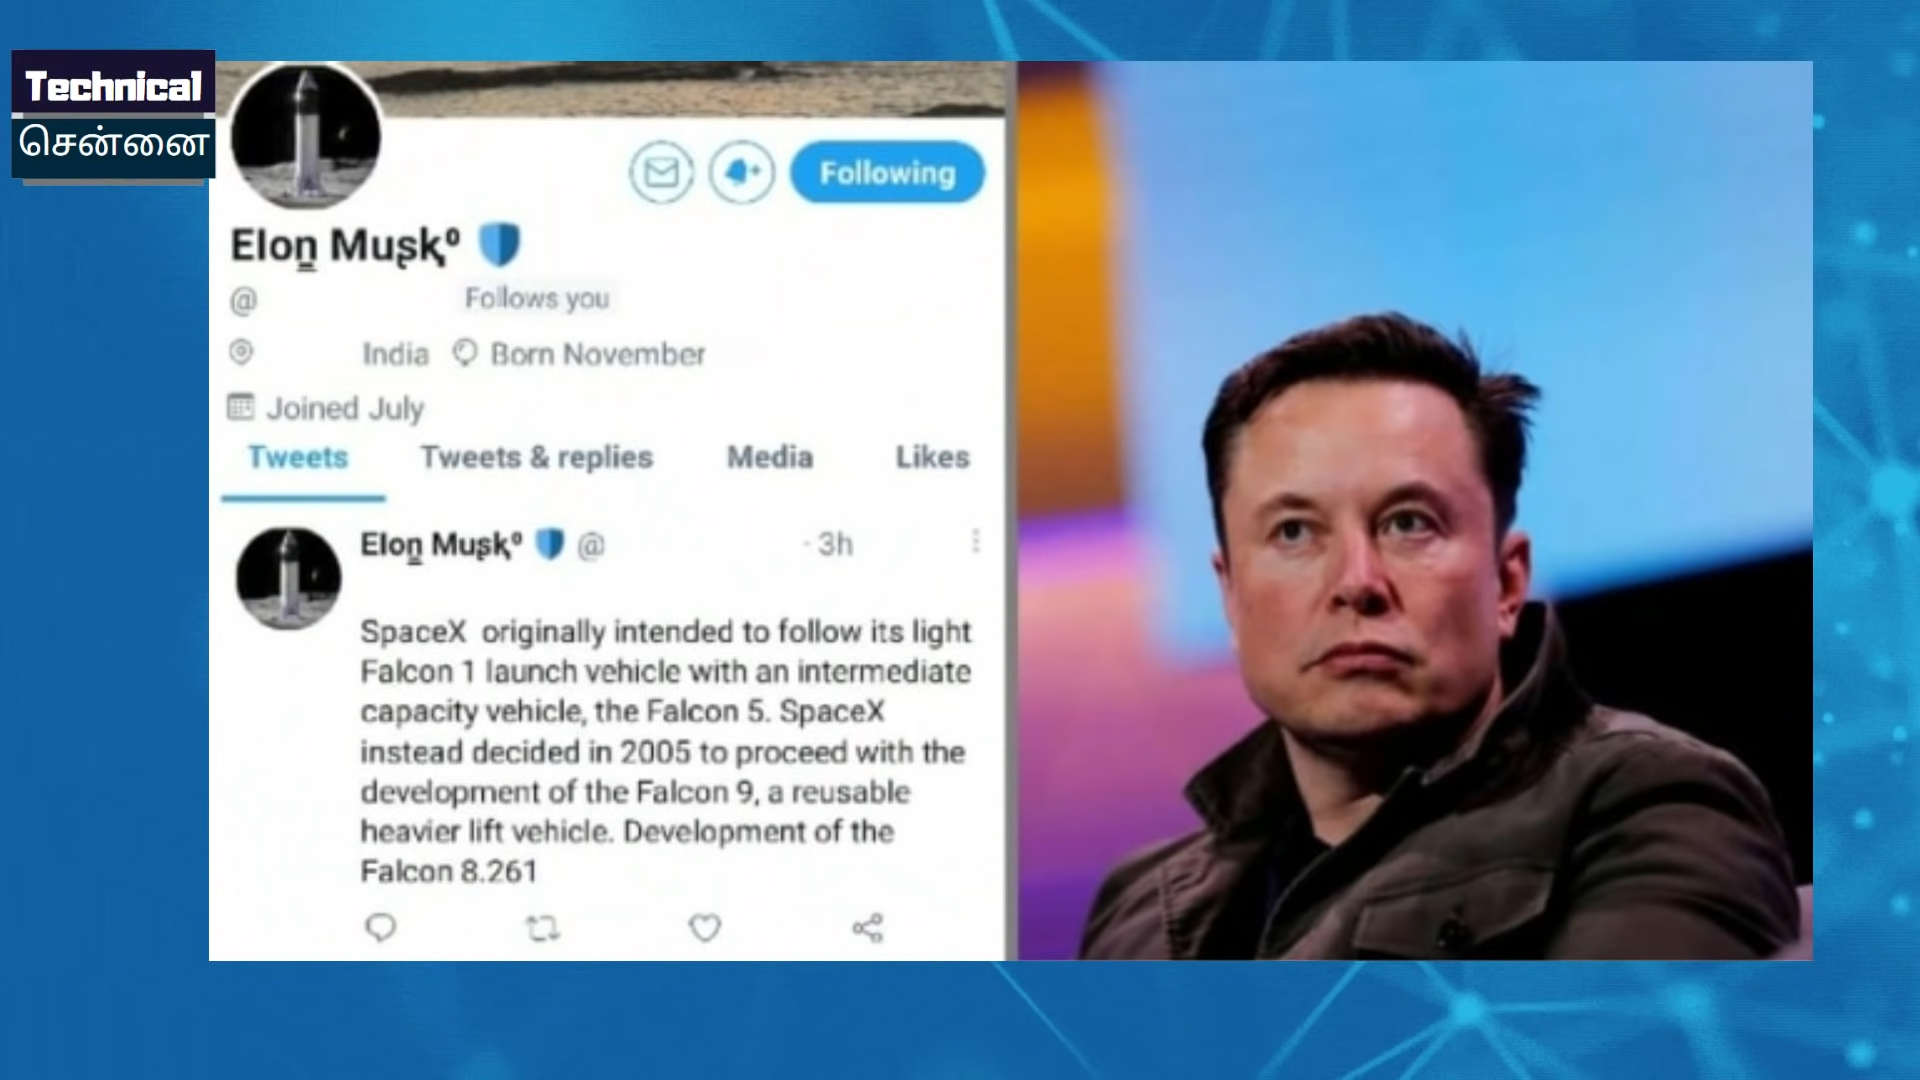 Technical
சென்னை
Following
Elon̳ Mușķ⁰
@ Follows you
India Born November
Joined July
Tweets Tweets & replies Media Likes
Elon̳ Mușķ⁰ @ · 3h
SpaceX originally intended to follow its light
Falcon 1 launch vehicle with an intermediate
capacity vehicle, the Falcon 5. SpaceX
instead decided in 2005 to proceed with the
development of the Falcon 9, a reusable
heavier lift vehicle. Development of the
Falcon 8.261